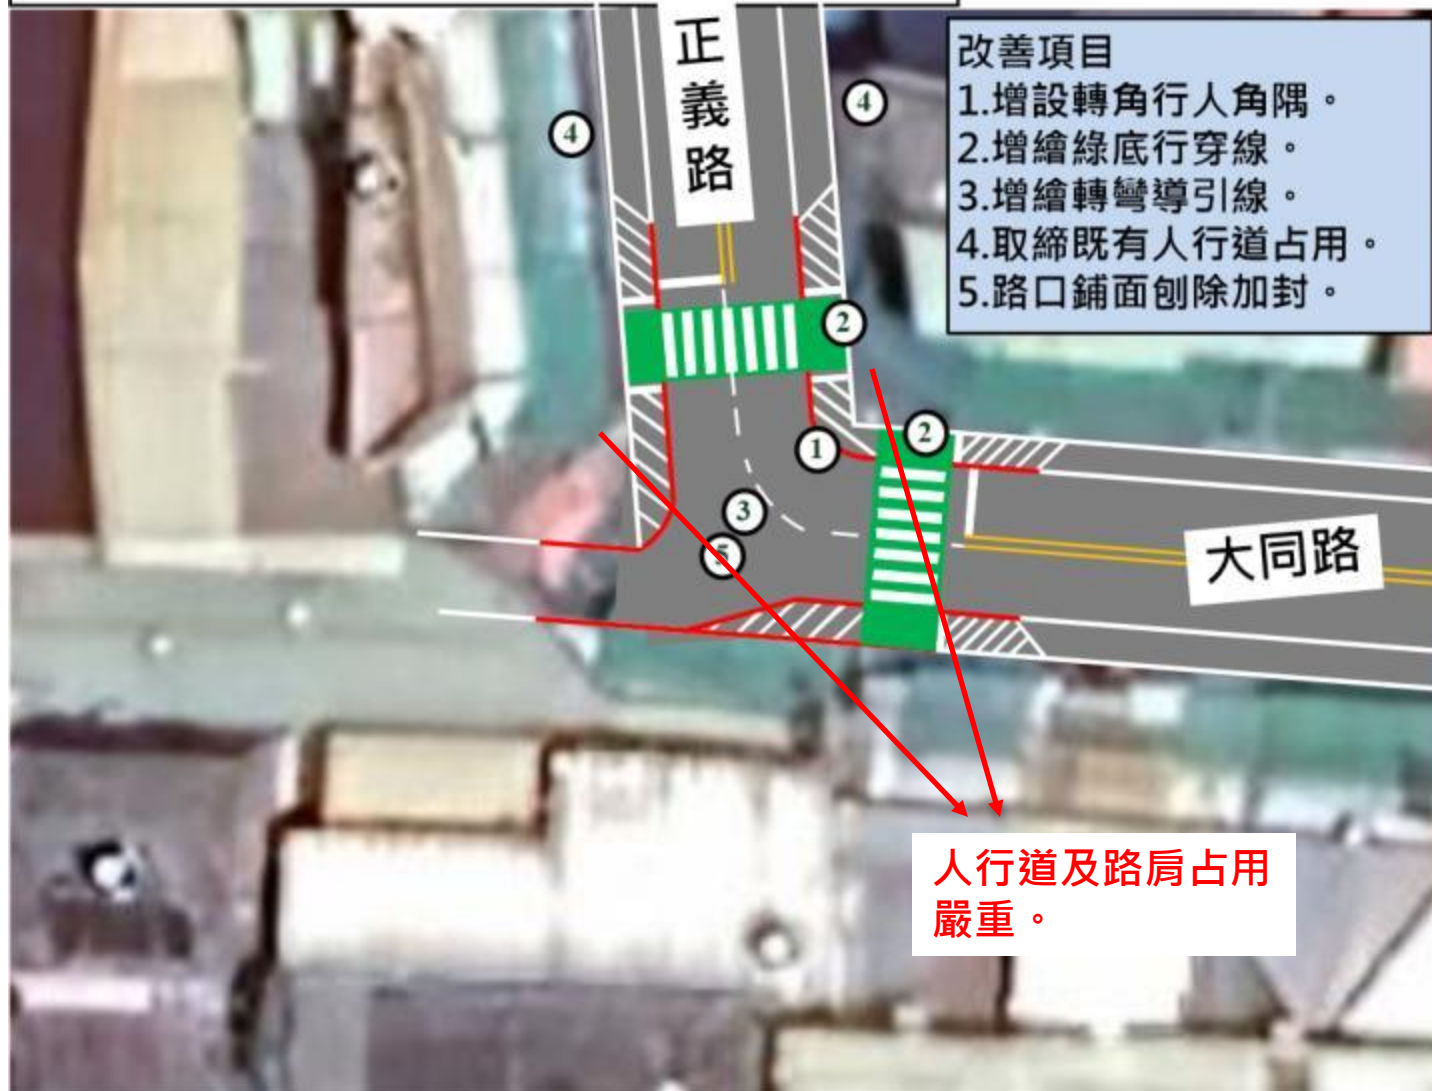 正義路
改善項目
1.增設轉角行人角隅。
2.增繪綠底行穿線。
3.增繪轉彎導引線。
4.取締既有人行道占用。
5.路口鋪面刨除加封。
4
4
2
2
1
3
5
大同路
人行道及路肩占用
嚴重。